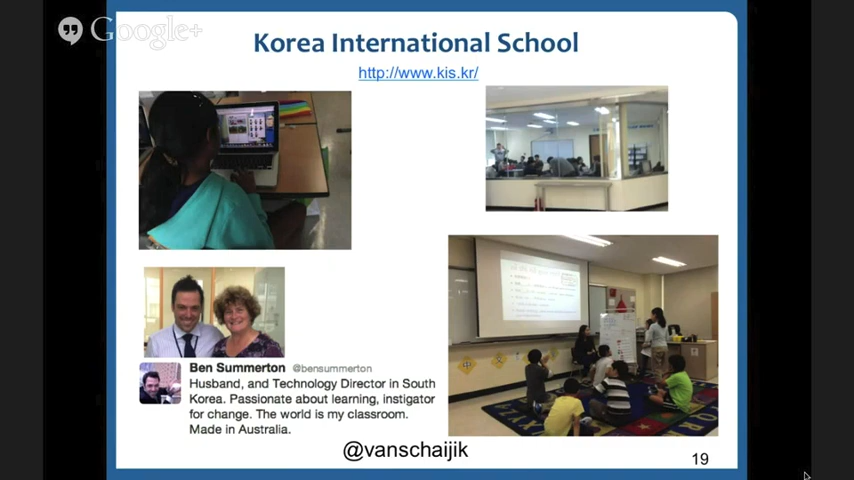 Google+
Korea International School
http://www.kis.kr/
Ben Summerton @bensummerton
Husband, and Technology Director in South
Korea. Passionate about learning, instigator
for change. The world is my classroom.
Made in Australia.
@vanschaijik
19